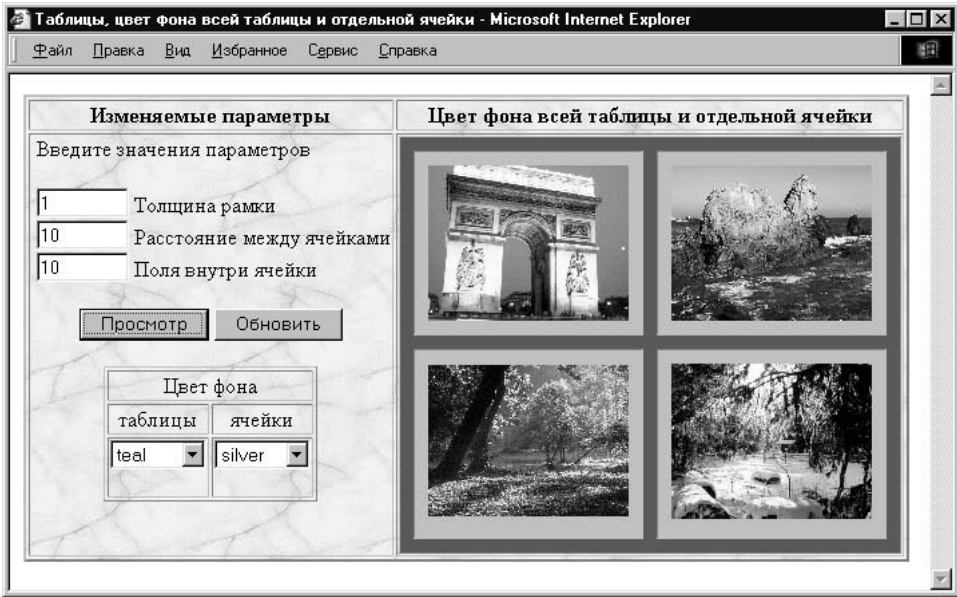 Таблицы, цвет фона всей таблицы и отдельной ячейки - Microsoft Internet Explorer
Файл Правка Вид Избранное Сервис Справка
Изменяемые параметры
Цвет фона всей таблицы и отдельной ячейки
Введите значения параметров
1 Толщина рамки
10 Расстояние между ячейками
10 Поля внутри ячейки
Просмотр Обновить
Цвет фона
таблицы ячейки
teal silver